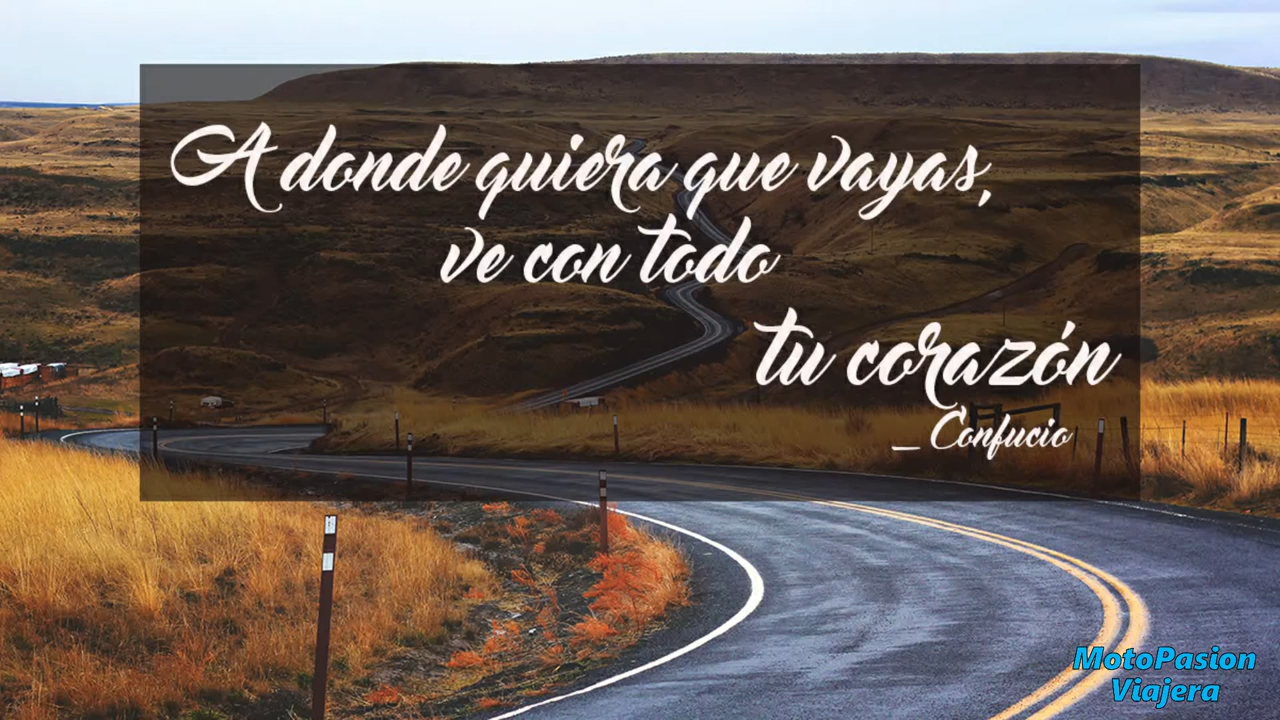 A donde quiera que vayas,
ve con todo
tu corazón
_ Confucio
MotoPasion
Viajera